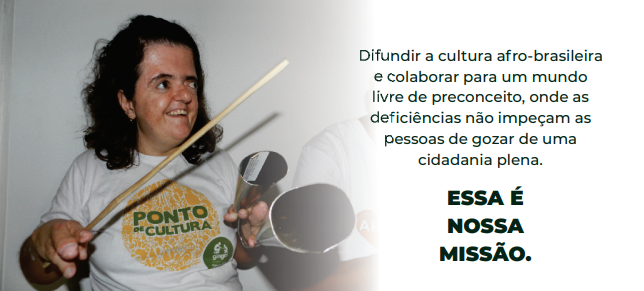 Difundir a cultura afro-brasileira
e colaborar para um mundo
livre de preconceito, onde as
deficiências não impeçam as
pessoas de gozar de uma
cidadania plena.
ESSA É
NOSSA
MISSÃO.
PONTO
DE CULTURA